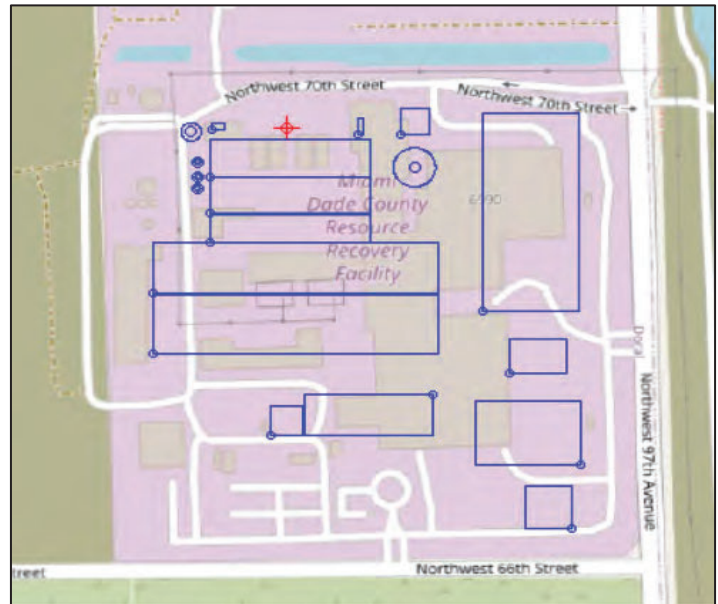 Northwest 70th Street
Northwest 70th Street
Miami
Dade County
Resource
Recovery
Facility
6990
Doral
Northwest 97th Avenue
Northwest 66th Street
treet